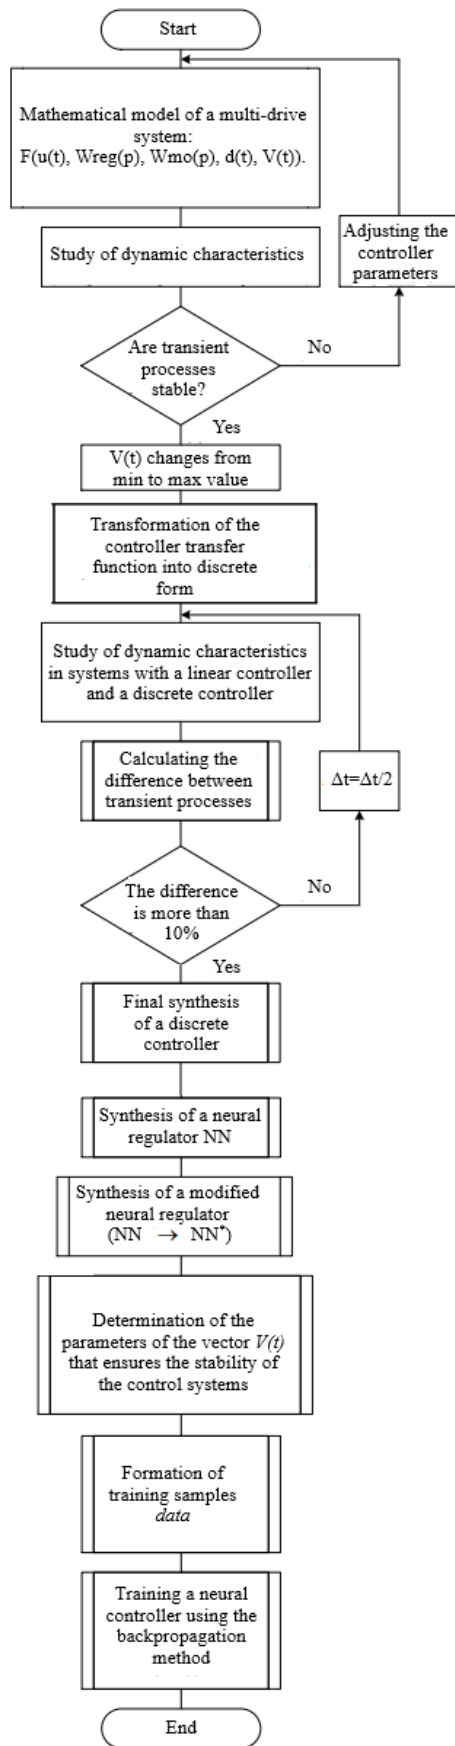 Start
Mathematical model of a multi-drive
system:
F(u(t), Wreg(p), Wmo(p), d(t), V(t)).
Adjusting the
controller
parameters
Study of dynamic characteristics
Are transient
processes
stable?
No
Yes
V(t) changes from
min to max value
Transformation of the
controller transfer
function into discrete
form
Study of dynamic characteristics
in systems with a linear controller
and a discrete controller
Calculating the
difference between
transient processes
Δt=Δt/2
The difference
is more than
10%
No
Yes
Final synthesis
of a discrete
controller
Synthesis of a neural
regulator NN
Synthesis of a modified
neural regulator
(NN → NN*)
Determination of the
parameters of the vector V(t)
that ensures the stability of
the control systems
Formation of
training samples
data
Training a neural
controller using the
backpropagation
method
End